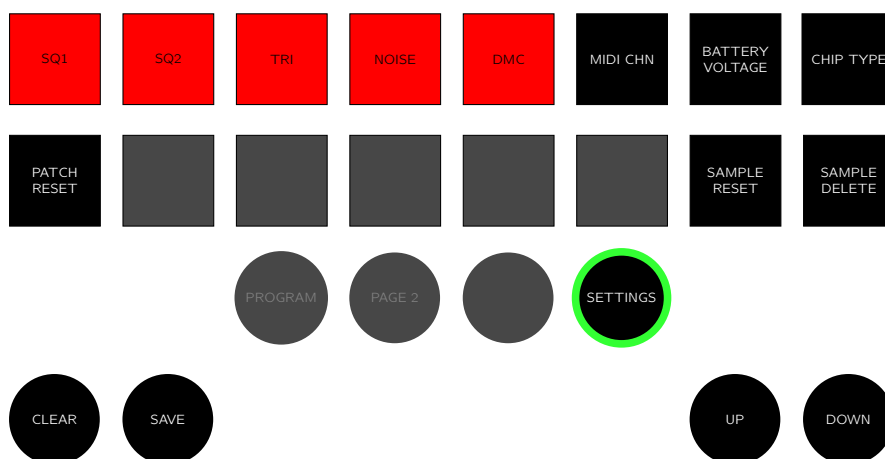 SQ1
SQ2
TRI
NOISE
DMC
MIDI CHN
BATTERY
VOLTAGE
CHIP TYPE
PATCH
RESET
SAMPLE
RESET
SAMPLE
DELETE
PROGRAM
PAGE 2
SETTINGS
CLEAR
SAVE
UP
DOWN